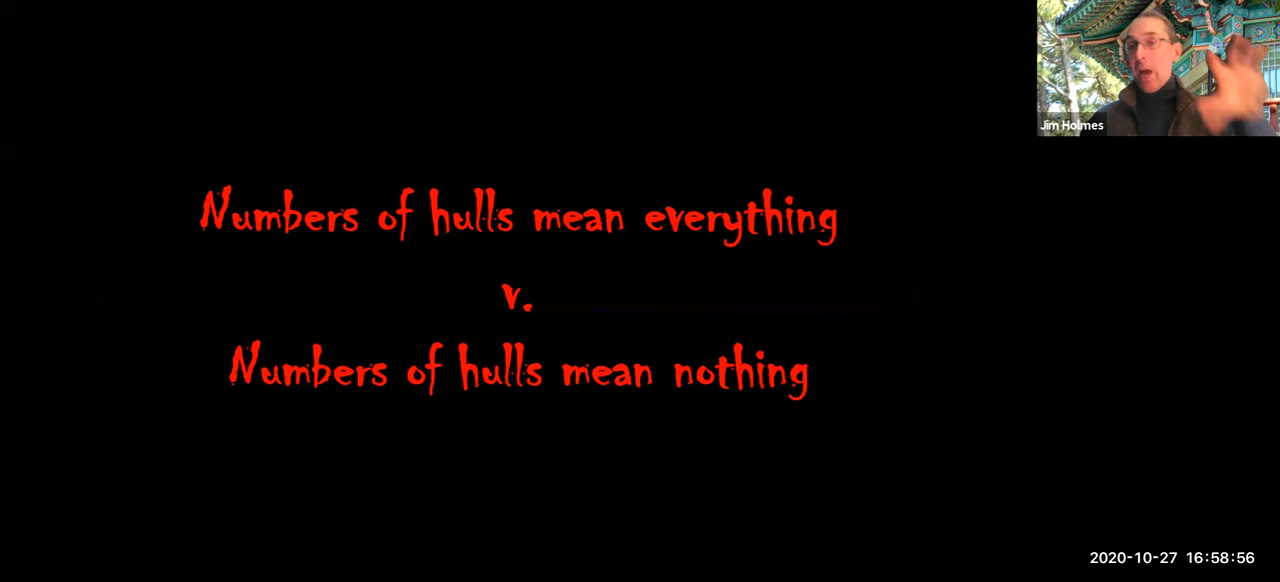 Jim Holmes
Numbers of hulls mean everything
v.
Numbers of hulls mean nothing
2020-10-27 16:58:56